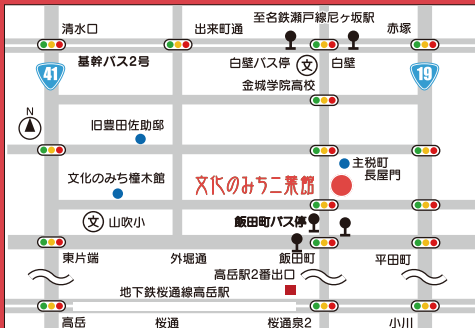 至名鉄瀬戸線尼ヶ坂駅
清水口
出来町通
赤塚
基幹バス2号
白壁バス停
文
白壁
41
19
金城学院高校
N
旧豊田佐助邸
主税町
長屋門
文化のみち橦木館
文化のみち二葉館
文
山吹小
飯田町バス停
東片端
外堀通
飯田町
平田町
高岳駅2番出口
地下鉄桜通線高岳駅
高岳
桜通
桜通泉2
小川